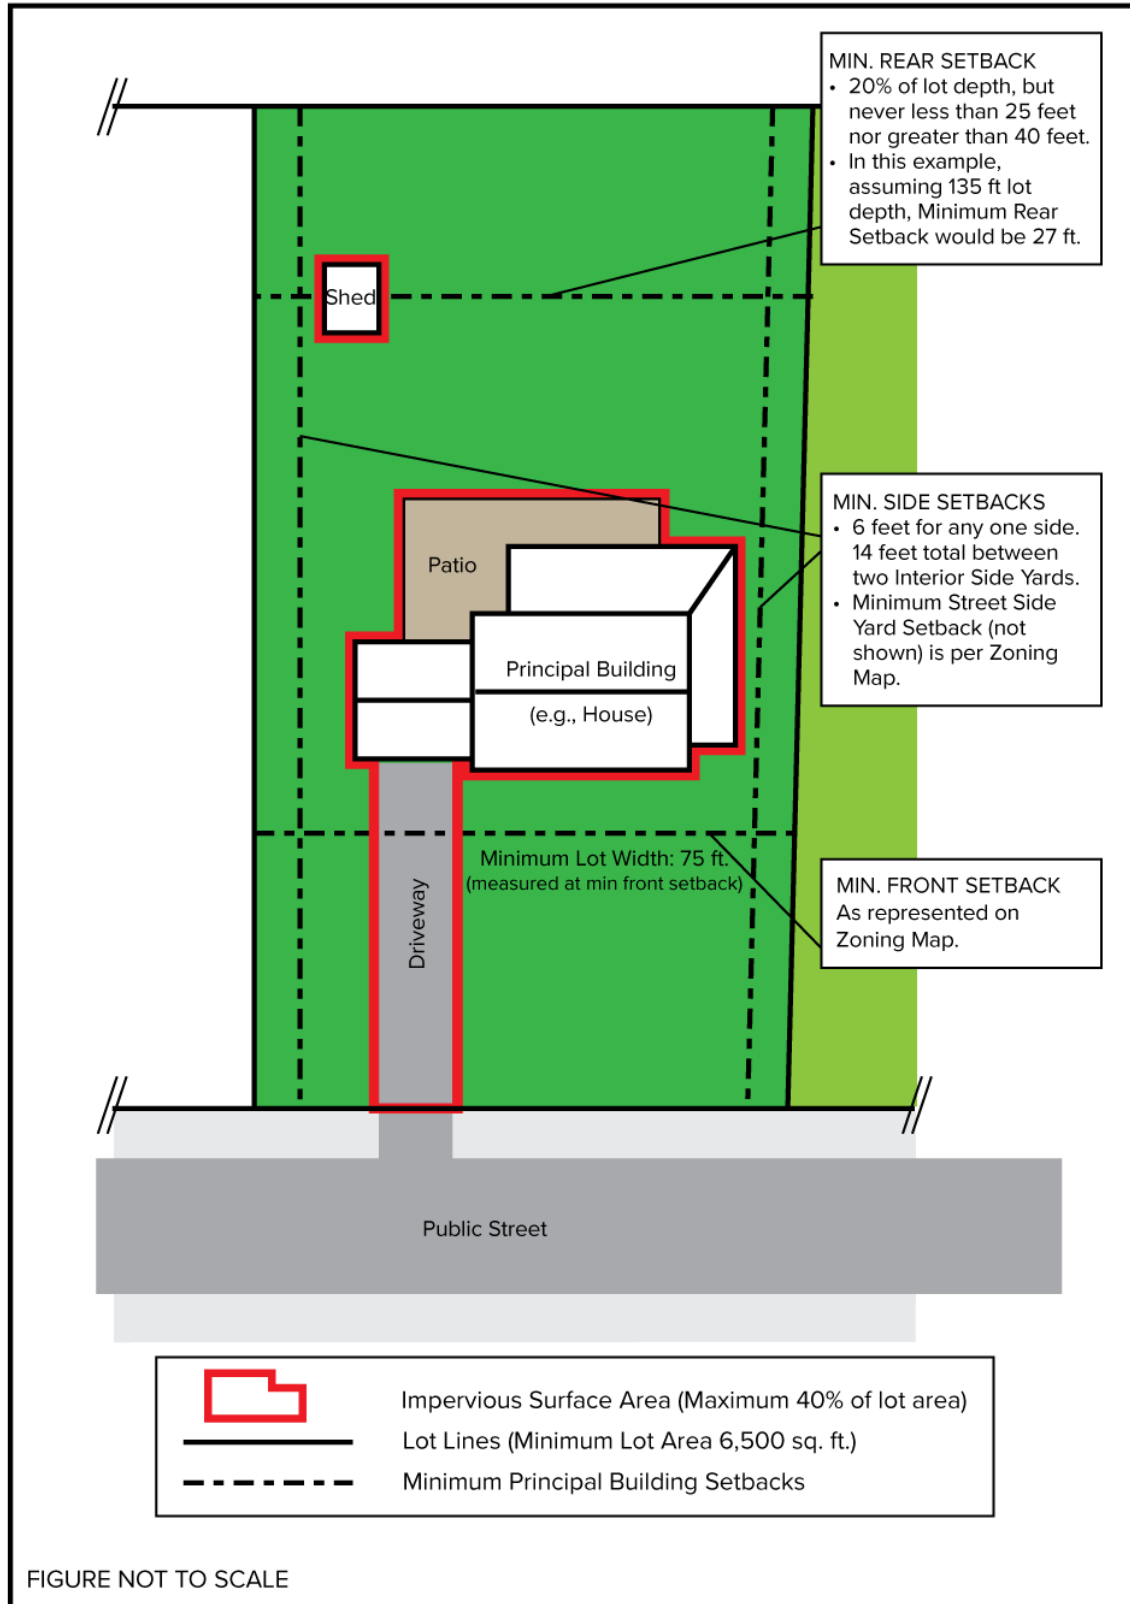 MIN. REAR SETBACK
• 20% of lot depth, but
never less than 25 feet
nor greater than 40 feet.
• In this example,
assuming 135 ft lot
depth, Minimum Rear
Setback would be 27 ft.
Shed
MIN. SIDE SETBACKS
• 6 feet for any one side.
14 feet total between
two Interior Side Yards.
• Minimum Street Side
Yard Setback (not
shown) is per Zoning
Map.
Patio
Principal Building
(e.g., House)
Minimum Lot Width: 75 ft.
(measured at min front setback)
MIN. FRONT SETBACK
As represented on
Zoning Map.
Driveway
Public Street
Impervious Surface Area (Maximum 40% of lot area)
Lot Lines (Minimum Lot Area 6,500 sq. ft.)
Minimum Principal Building Setbacks
FIGURE NOT TO SCALE